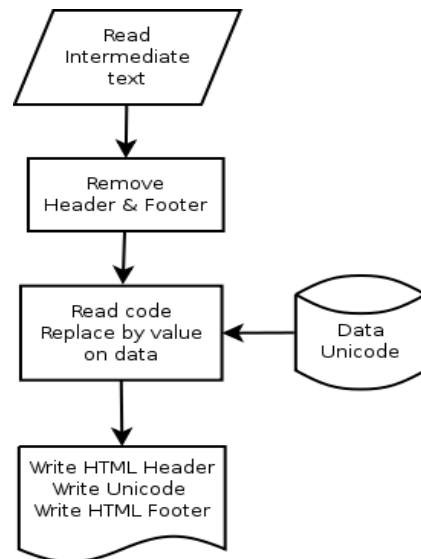 Read
Intermediate
text
Remove
Header & Footer
Read code
Replace by value
on data
Data
Unicode
Write HTML Header
Write Unicode
Write HTML Footer